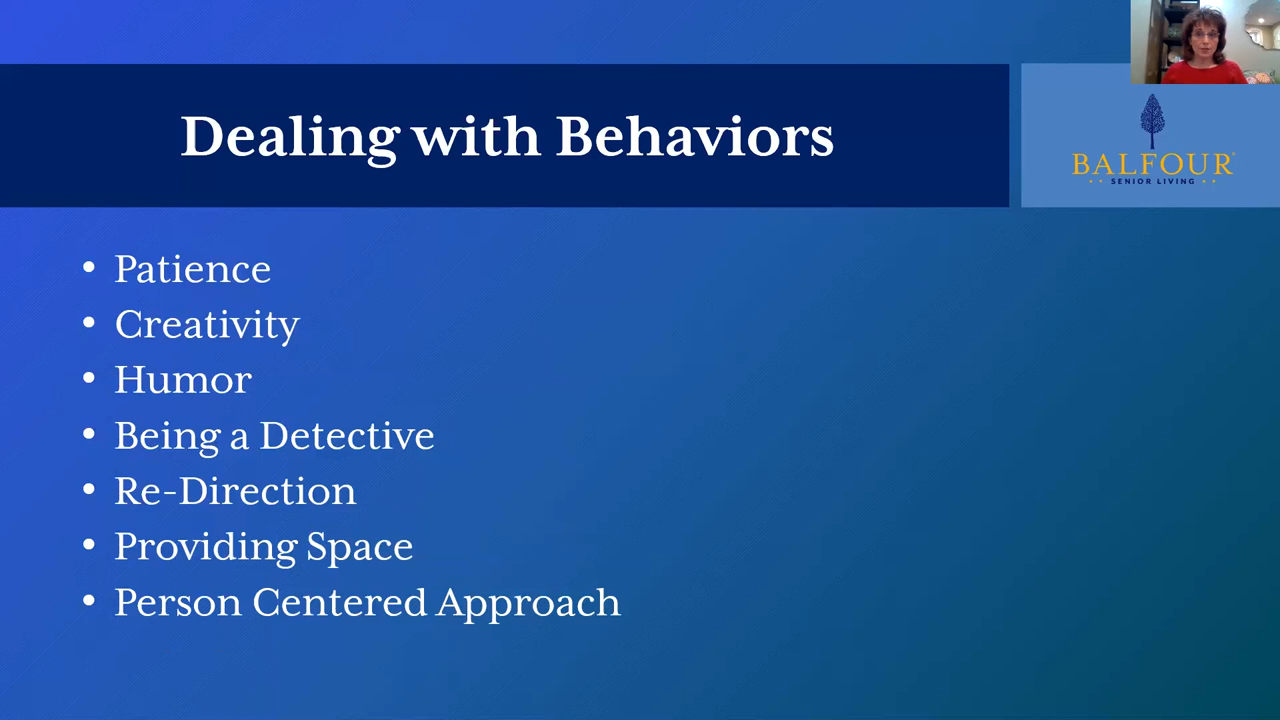 Dealing with Behaviors
BALFOUR
SENIOR LIVING
• Patience
• Creativity
• Humor
• Being a Detective
• Re-Direction
• Providing Space
• Person Centered Approach